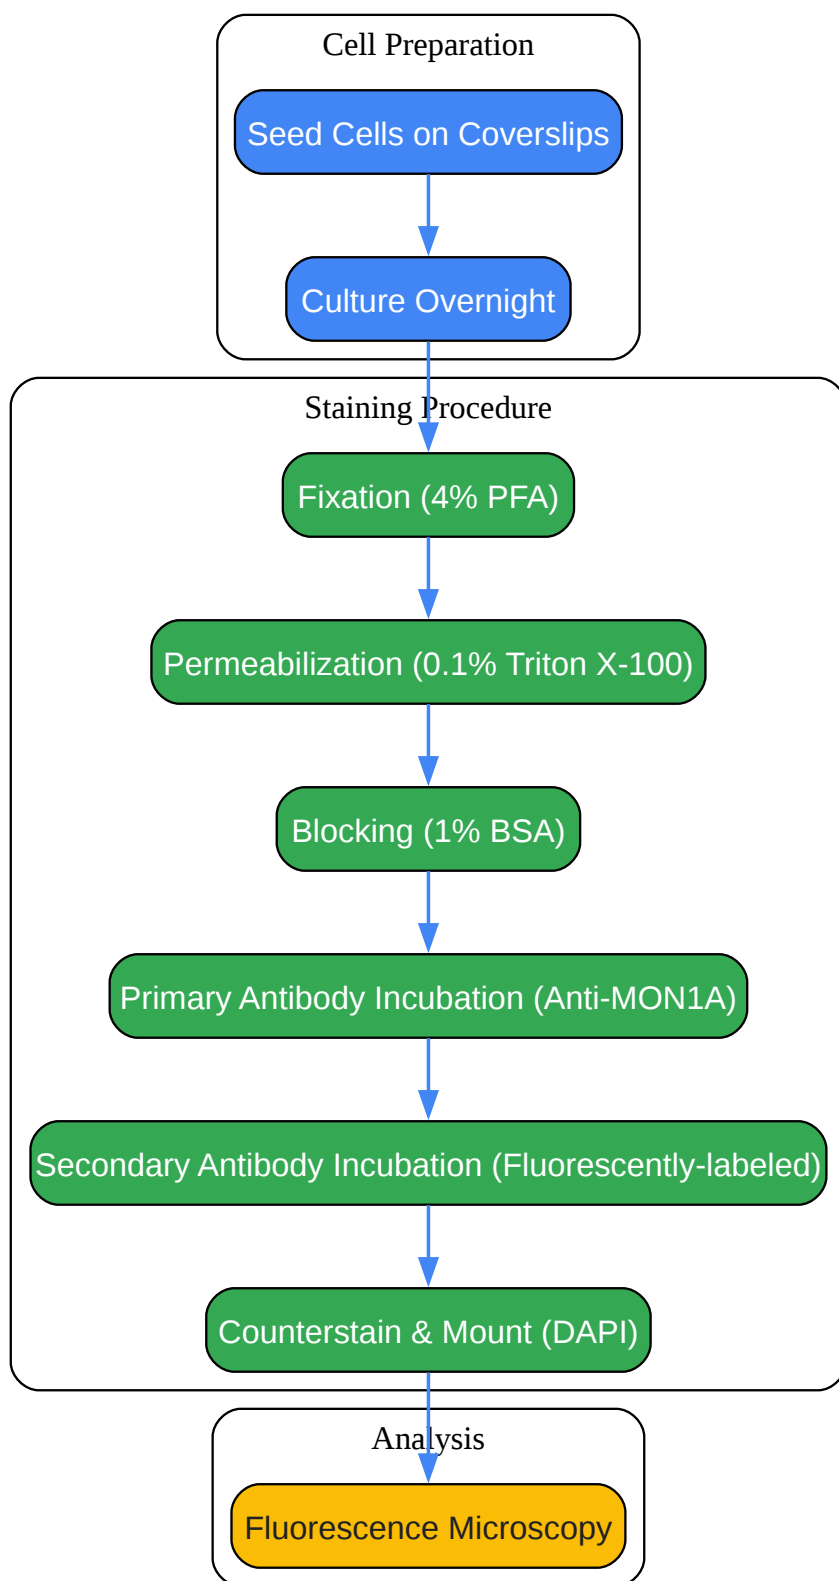 Cell Preparation
Seed Cells on Coverslips
Culture Overnight
Staining Procedure
Fixation (4% PFA)
Permeabilization (0.1% Triton X-100)
Blocking (1% BSA)
Primary Antibody Incubation (Anti-MON1A)
Secondary Antibody Incubation (Fluorescently-labeled)
Counterstain & Mount (DAPI)
Analysis
Fluorescence Microscopy